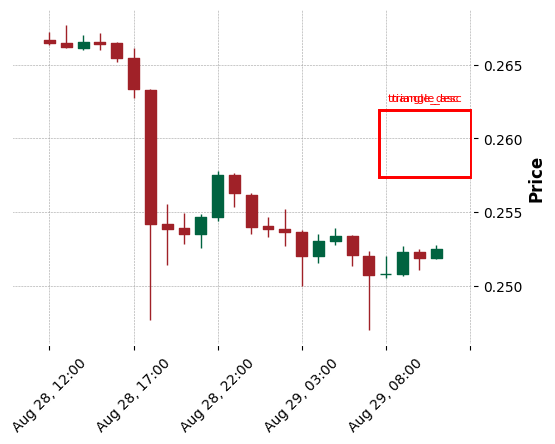 triangle_desc
0.265
0.260
0.255
0.250
Price
Aug 28, 12:00
Aug 28, 17:00
Aug 28, 22:00
Aug 29, 03:00
Aug 29, 08:00